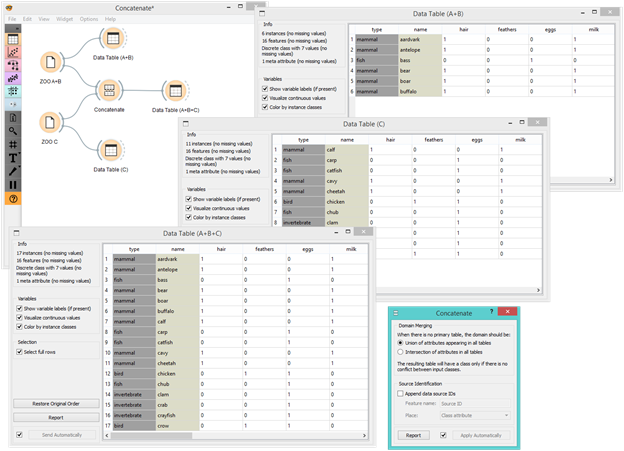 Concatenate*
File Edit View Widget Options Help
Data Table (A+B)
ZOO A+B
Concatenate
Data Table (A+B+C)
ZOO C
Data Table (C)
Data Table (A+B)
Info
6 instances (no missing values)
16 features (no missing values)
Discrete class with 7 values (no missing values)
1 meta attribute (no missing values)
Variables
Show variable labels (if present)
Visualize continuous values
Color by instance classes
type name hair feathers eggs milk
1 mammal aardvark 1 0 0 1
2 mammal antelope 1 0 0 1
3 fish bass 0 0 1 0
4 mammal bear 1 0 0 1
5 mammal boar 1 0 0 1
6 mammal buffalo 1 0 0 1
Data Table (C)
Info
11 instances (no missing values)
16 features (no missing values)
Discrete class with 7 values (no missing values)
1 meta attribute (no missing values)
Variables
Show variable labels (if present)
Visualize continuous values
Color by instance classes
type name hair feathers eggs milk
1 mammal calf 1 0 0 1
2 fish carp 0 0 1 0
3 fish catfish 0 0 1 0
4 mammal cavy 1 0 0 1
5 mammal cheetah 1 0 0 1
6 bird chicken 0 1 1 0
7 fish chub 0 0 1 0
8 invertebrate clam 0 0 1 0
0 1 0
0 1 0
1 1 0
Data Table (A+B+C)
Info
17 instances (no missing values)
16 features (no missing values)
Discrete class with 7 values (no missing values)
1 meta attribute (no missing values)
Variables
Show variable labels (if present)
Visualize continuous values
Color by instance classes
Selection
Select full rows
Restore Original Order
Report
Send Automatically
type name hair feathers eggs milk
1 mammal aardvark 1 0 0 1
2 mammal antelope 1 0 0 1
3 fish bass 0 0 1 0
4 mammal bear 1 0 0 1
5 mammal boar 1 0 0 1
6 mammal buffalo 1 0 0 1
7 mammal calf 1 0 0 1
8 fish carp 0 0 1 0
9 fish catfish 0 0 1 0
10 mammal cavy 1 0 0 1
11 mammal cheetah 1 0 0 1
12 bird chicken 0 1 1 0
13 fish chub 0 0 1 0
14 invertebrate clam 0 0 1 0
15 invertebrate crab 0 0 1 0
16 invertebrate crayfish 0 0 1 0
17 bird crow 0 1 1 0
Concatenate
Domain Merging
When there is no primary table, the domain should be:
Union of attributes appearing in all tables
Intersection of attributes in all tables
The resulting table will have a class only if there is no
conflict between input classes.
Source Identification
Append data source IDs
Feature name: Source ID
Place: Class attribute
Report
Apply Automatically